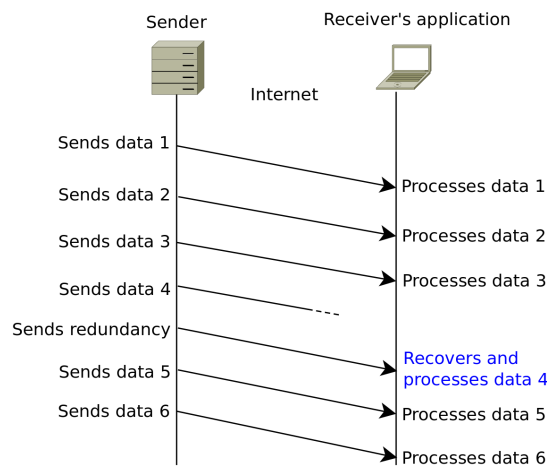 Sender
Receiver's application
Internet
Sends data 1
Processes data 1
Sends data 2
Processes data 2
Sends data 3
Processes data 3
Sends data 4
Sends redundancy
Recovers and
processes data 4
Sends data 5
Processes data 5
Sends data 6
Processes data 6